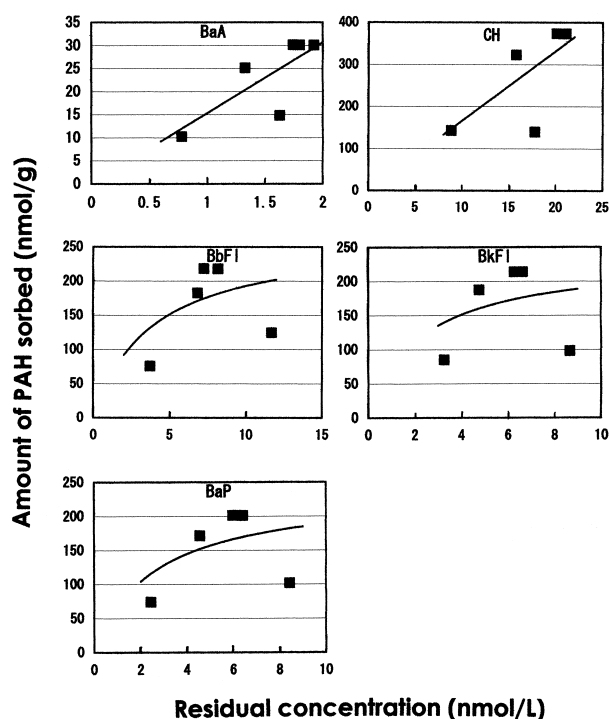 BaA
35
30
25
20
15
10
5
0
0 0.5 1 1.5 2
CH
400
300
200
100
0
0 5 10 15 20 25
Amount of PAH sorbed (nmol/g)
BbFl
250
200
150
100
50
0
0 5 10 15
BkFl
250
200
150
100
50
0
0 2 4 6 8 10
BaP
250
200
150
100
50
0
0 2 4 6 8 10
Residual concentration (nmol/L)